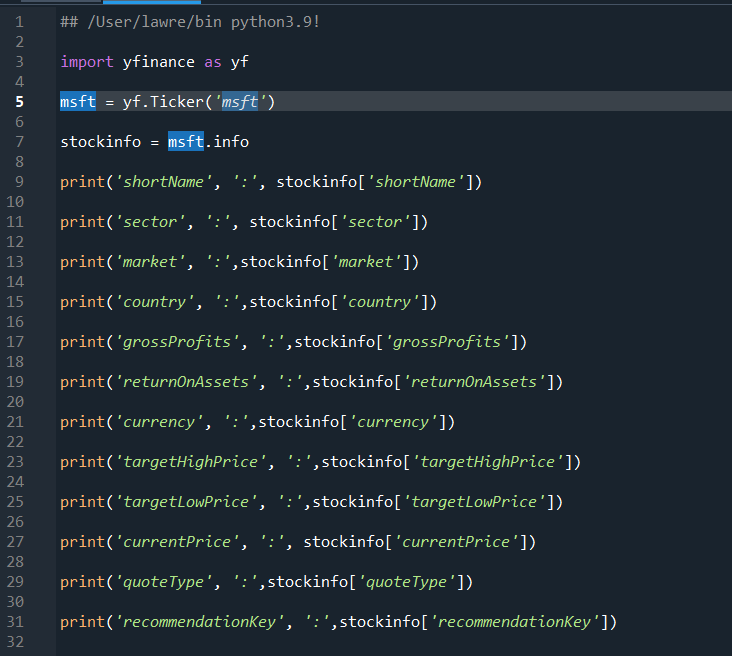 1 ## /User/lawre/bin python3.9!
2
3 import yfinance as yf
4
5 msft = yf.Ticker('msft')
6
7 stockinfo = msft.info
8
9 print('shortName', ':', stockinfo['shortName'])
10
11 print('sector', ':', stockinfo['sector'])
12
13 print('market', ':',stockinfo['market'])
14
15 print('country', ':',stockinfo['country'])
16
17 print('grossProfits', ':',stockinfo['grossProfits'])
18
19 print('returnOnAssets', ':',stockinfo['returnOnAssets'])
20
21 print('currency', ':',stockinfo['currency'])
22
23 print('targetHighPrice', ':',stockinfo['targetHighPrice'])
24
25 print('targetLowPrice', ':',stockinfo['targetLowPrice'])
26
27 print('currentPrice', ':', stockinfo['currentPrice'])
28
29 print('quoteType', ':',stockinfo['quoteType'])
30
31 print('recommendationKey', ':',stockinfo['recommendationKey'])
32